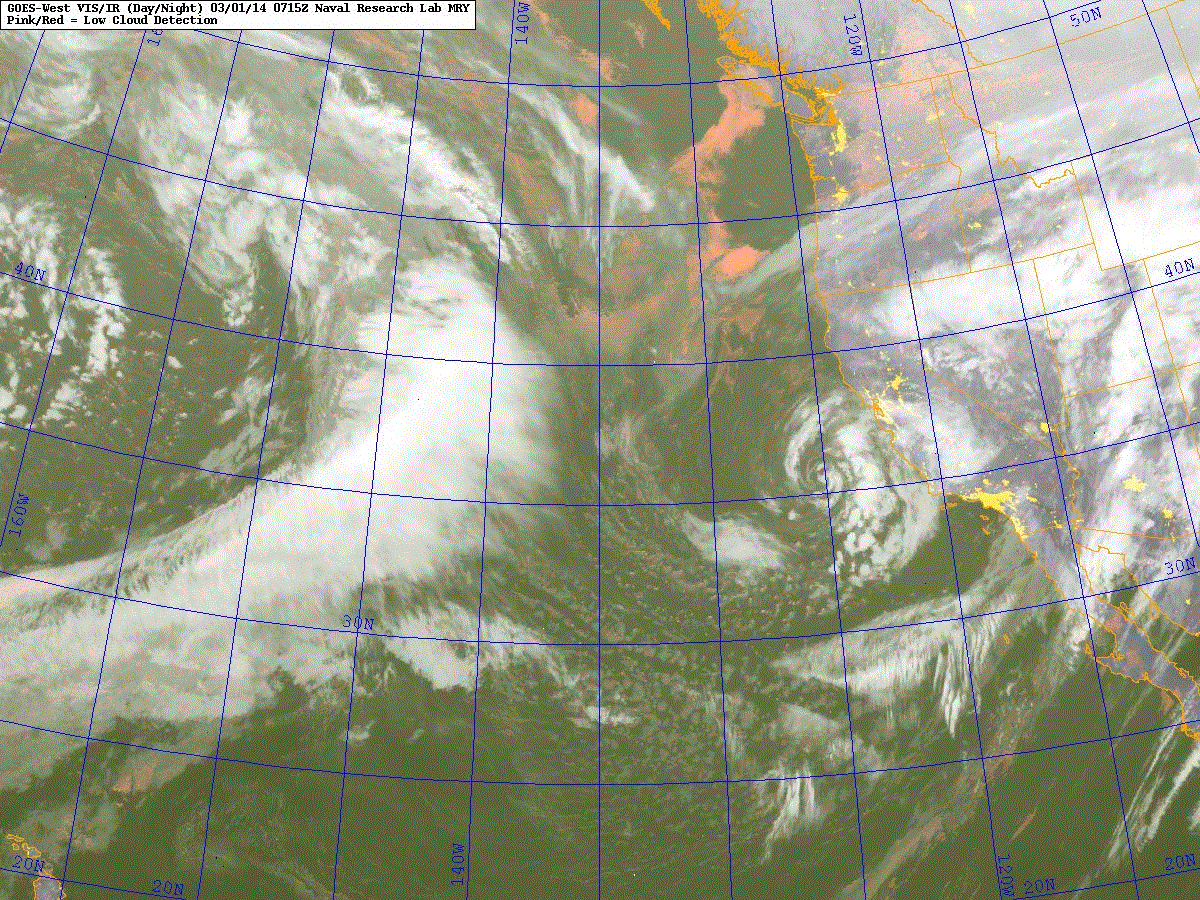 GOES-West VIS/IR (Day/Night) 03/01/14 0715Z Naval Research Lab MRY
Pink/Red = Low Cloud Detection
140W
120W
50N
40N
40N
160W
30N
30N
20N
20N
140W
120W
20N
20N